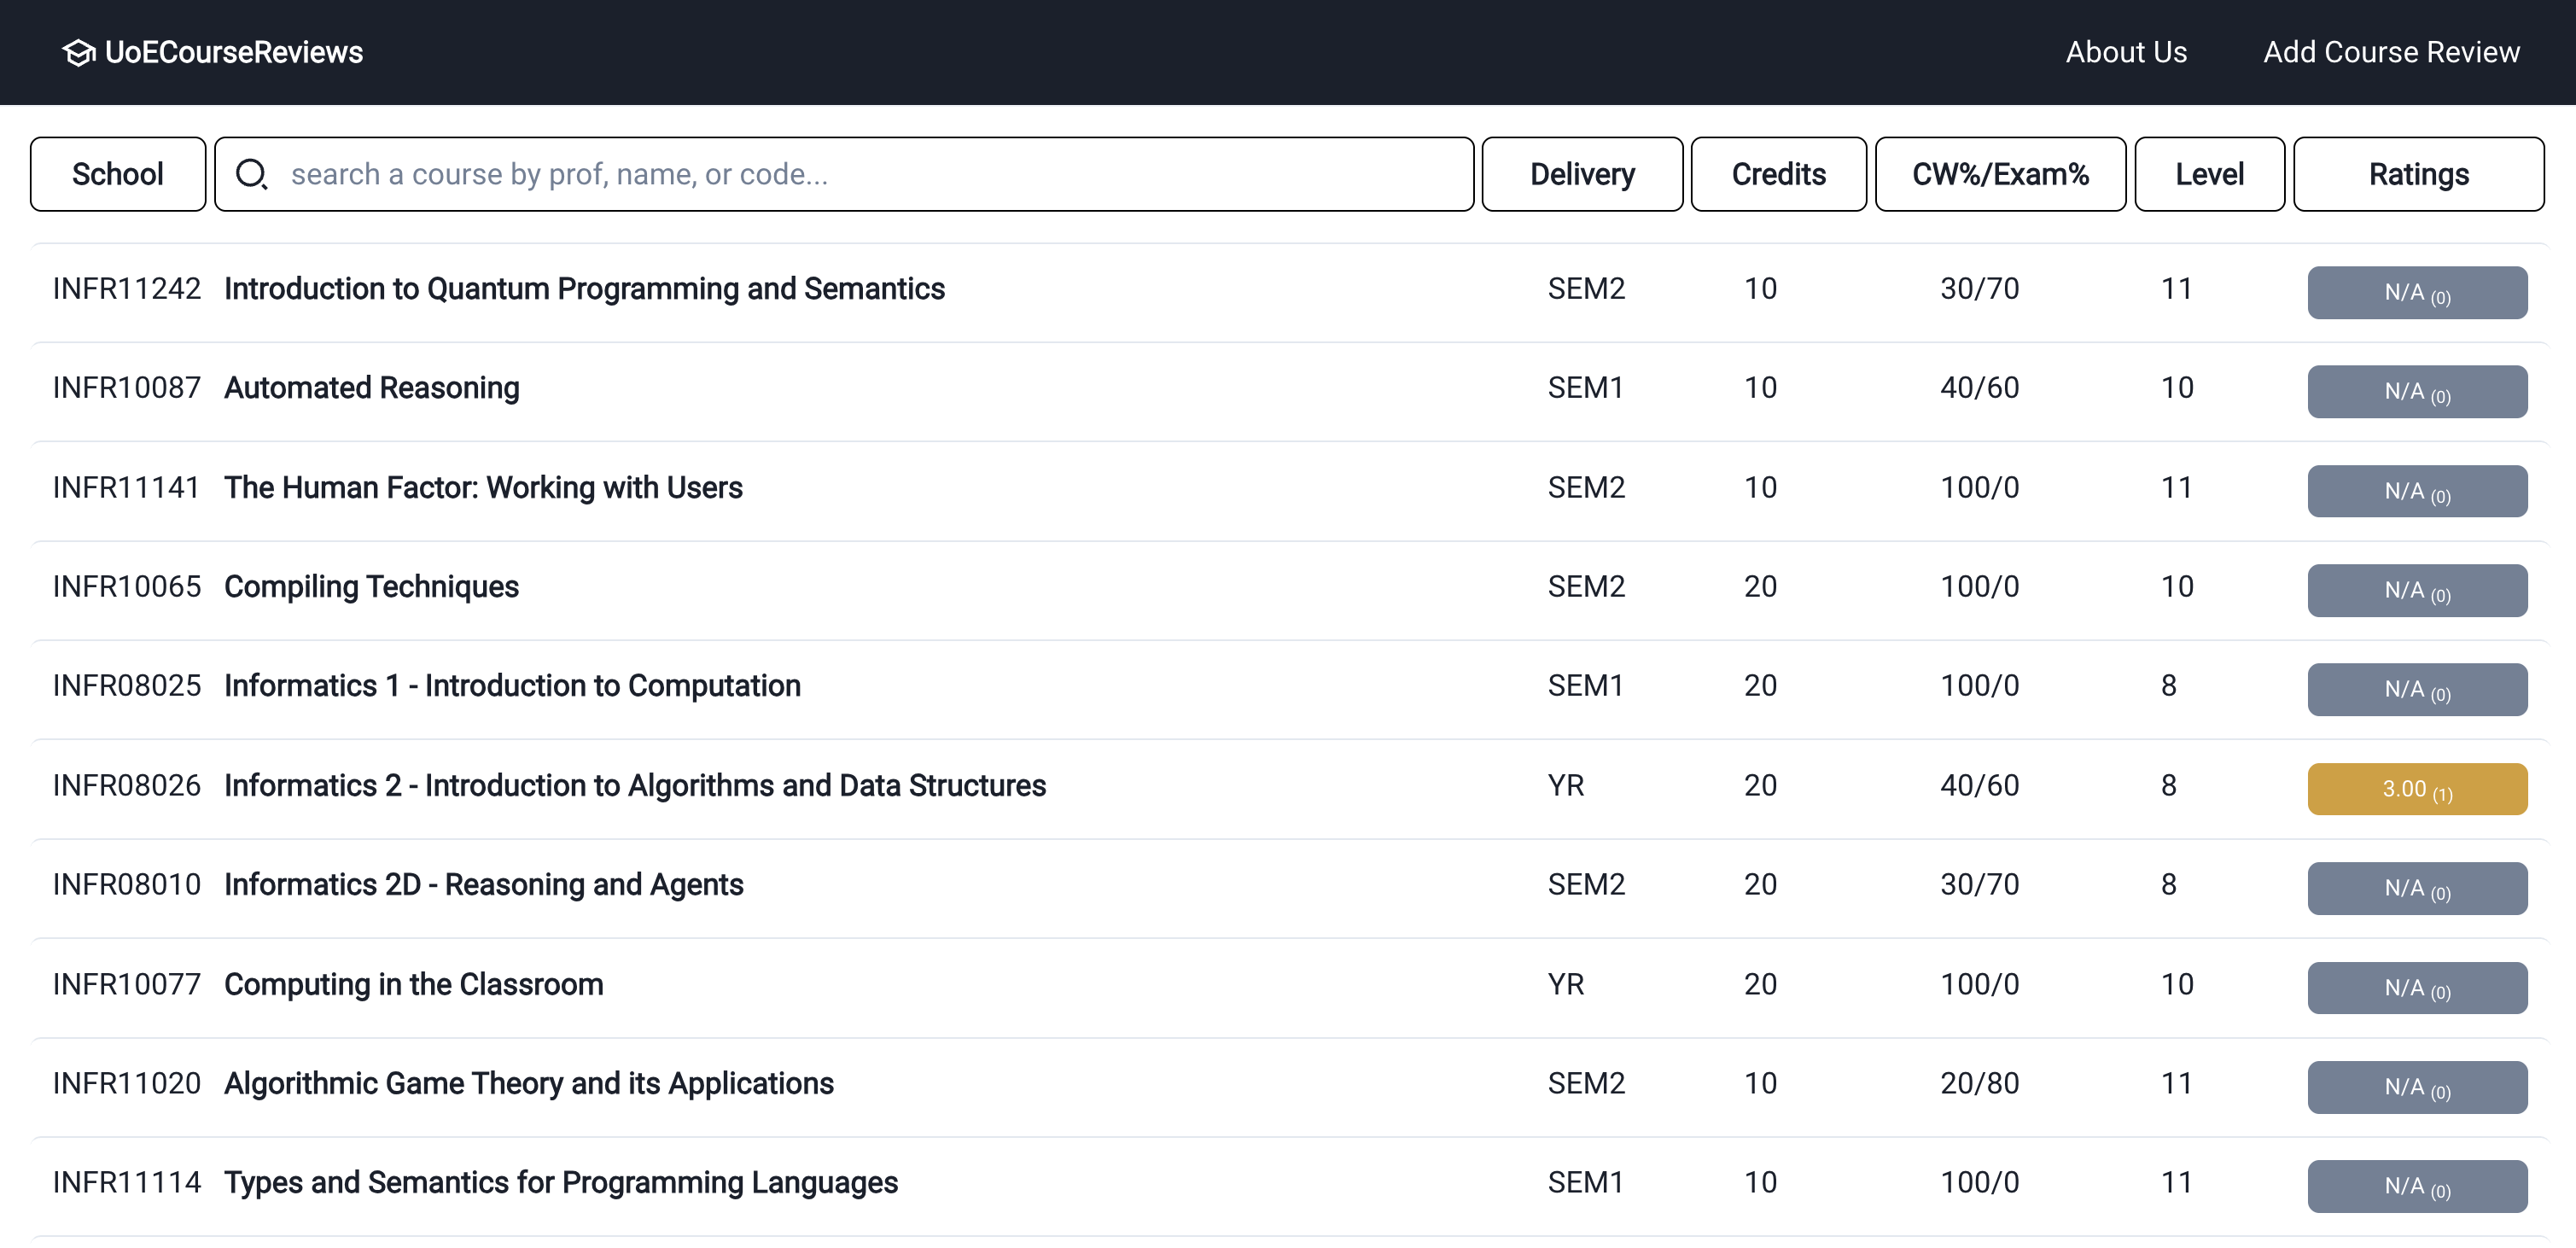 UoECourseReviews About Us Add Course Review
School search a course by prof, name, or code... Delivery Credits CW%/Exam% Level Ratings
INFR11242 Introduction to Quantum Programming and Semantics SEM2 10 30/70 11 N/A (0)
INFR10087 Automated Reasoning SEM1 10 40/60 10 N/A (0)
INFR11141 The Human Factor: Working with Users SEM2 10 100/0 11 N/A (0)
INFR10065 Compiling Techniques SEM2 20 100/0 10 N/A (0)
INFR08025 Informatics 1 - Introduction to Computation SEM1 20 100/0 8 N/A (0)
INFR08026 Informatics 2 - Introduction to Algorithms and Data Structures YR 20 40/60 8 3.00 (1)
INFR08010 Informatics 2D - Reasoning and Agents SEM2 20 30/70 8 N/A (0)
INFR10077 Computing in the Classroom YR 20 100/0 10 N/A (0)
INFR11020 Algorithmic Game Theory and its Applications SEM2 10 20/80 11 N/A (0)
INFR11114 Types and Semantics for Programming Languages SEM1 10 100/0 11 N/A (0)